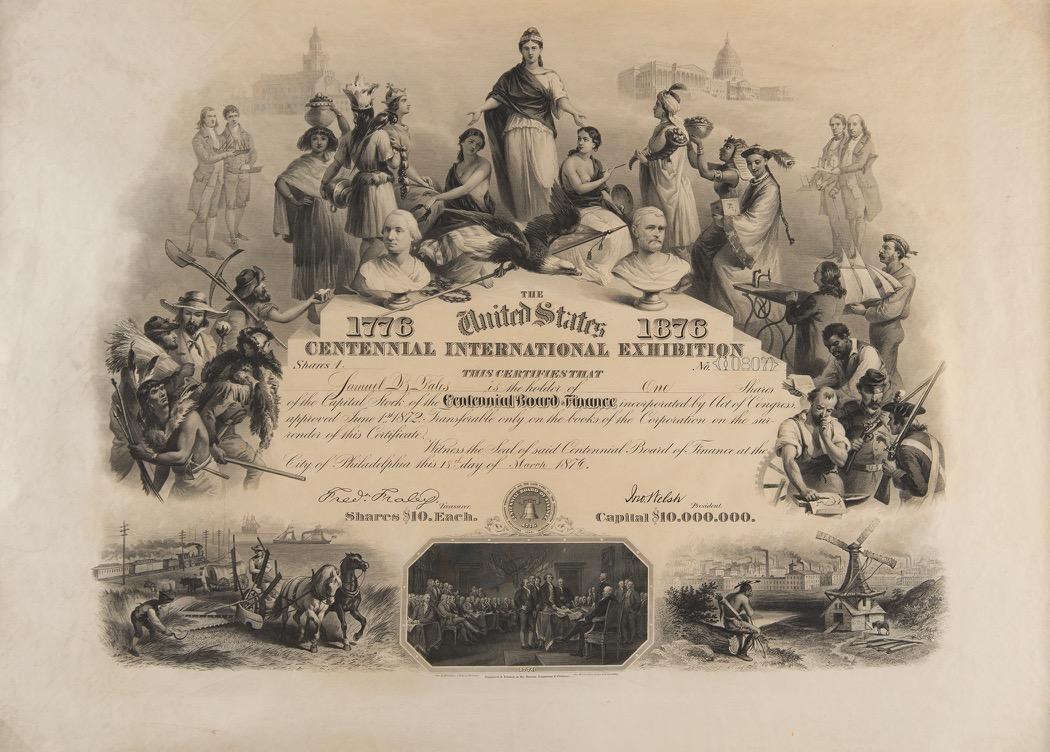 THE
United States
1776 1876
CENTENNIAL INTERNATIONAL EXHIBITION
Shares 1 No. 00807
THIS CERTIFIES THAT
Samuel is the holder of One Shares
of the Capital Stock of the Centennial Board of Finance, incorporated by Act of Congress,
approved June 1st 1872. Transferable only on the books of the Corporation on the sur-
render of this Certificate.
Witness the Seal of said Centennial Board of Finance at the
City of Philadelphia this 15th day of March 1876.
Fredk. Fraley Jno. Welsh
Treasurer President
Shares $10. Each. Capital $10.000.000.